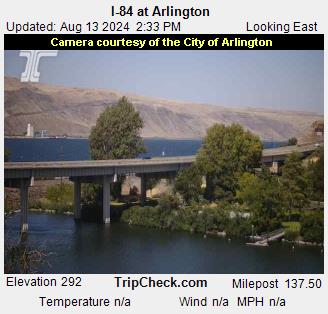 I-84 at Arlington
Updated: Aug 13 2024 2:33 PM Looking East
Camera courtesy of the City of Arlington
Elevation 292 TripCheck.com Milepost 137.50
Temperature n/a Wind n/a MPH n/a